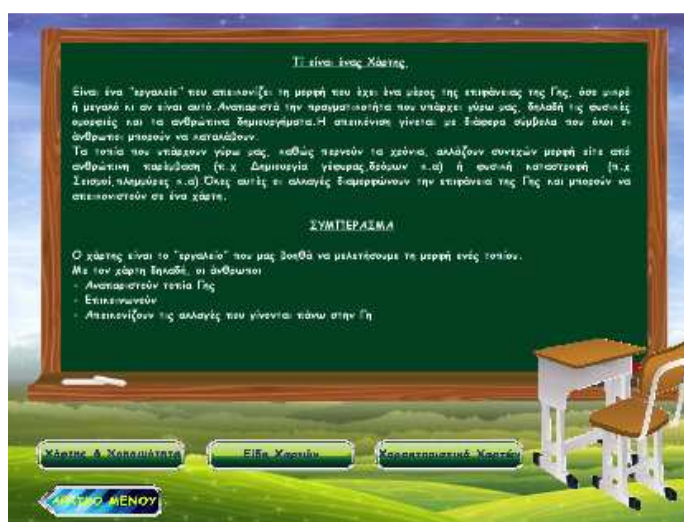 Τί είναι ένας Χάρτης.
Είναι ένα "εργαλείο" που απεικονίζει τη μορφή που έχει ένα μέρος της επιφάνειας της Γης, όσο μικρό
ή μεγαλό κι αν είναι αυτό.Αναπαριστά την πραγματικότητα που υπάρχει γύρω μας, δηλαδή τις φυσικές
ομορφιές και τα ανθρώπινα δημιουργήματα.Η απεικόνιση γίνεται με διάφορα σύμβολα που όλοι οι
άνθρωποι μπορούν να καταλάβουν.
Τα τοπία που υπάρχουν γύρω μας, καθώς περνούν τα χρόνια, αλλάζουν συνεχών μορφή είτε από
ανθρώπινη παρέμβαση (π.χ Δημιουργία γέφυρας,δρόμων κ.α) ή φυσική καταστροφή (π.χ
Σεισμοί,πλημμύρες κ.α) Όλες αυτές οι αλλαγές διαμορφώνουν την επιφάνεια της Γης και μπορούν να
απεικονιστούν σε ένα χάρτη.
ΣΥΜΠΕΡΑΣΜΑ
Ο χάρτης είναι το "εργαλείο" που μας βοηθά να μελετήσουμε τη μορφή ενός τοπίου.
Με τον χάρτη δηλαδή, οι άνθρωποι
- Αναπαριστούν τοπία Γης
- Επικοινωνούν
- Απεικονίζουν τις αλλαγές που γίνονται πάνω στην Γη
Χάρτης & Χρησιμότητα
Είδη Χαρτών
Χαρακτηριστικά Χαρτών
ΚΕΝΤΡΟ ΜΕΝΟΥ